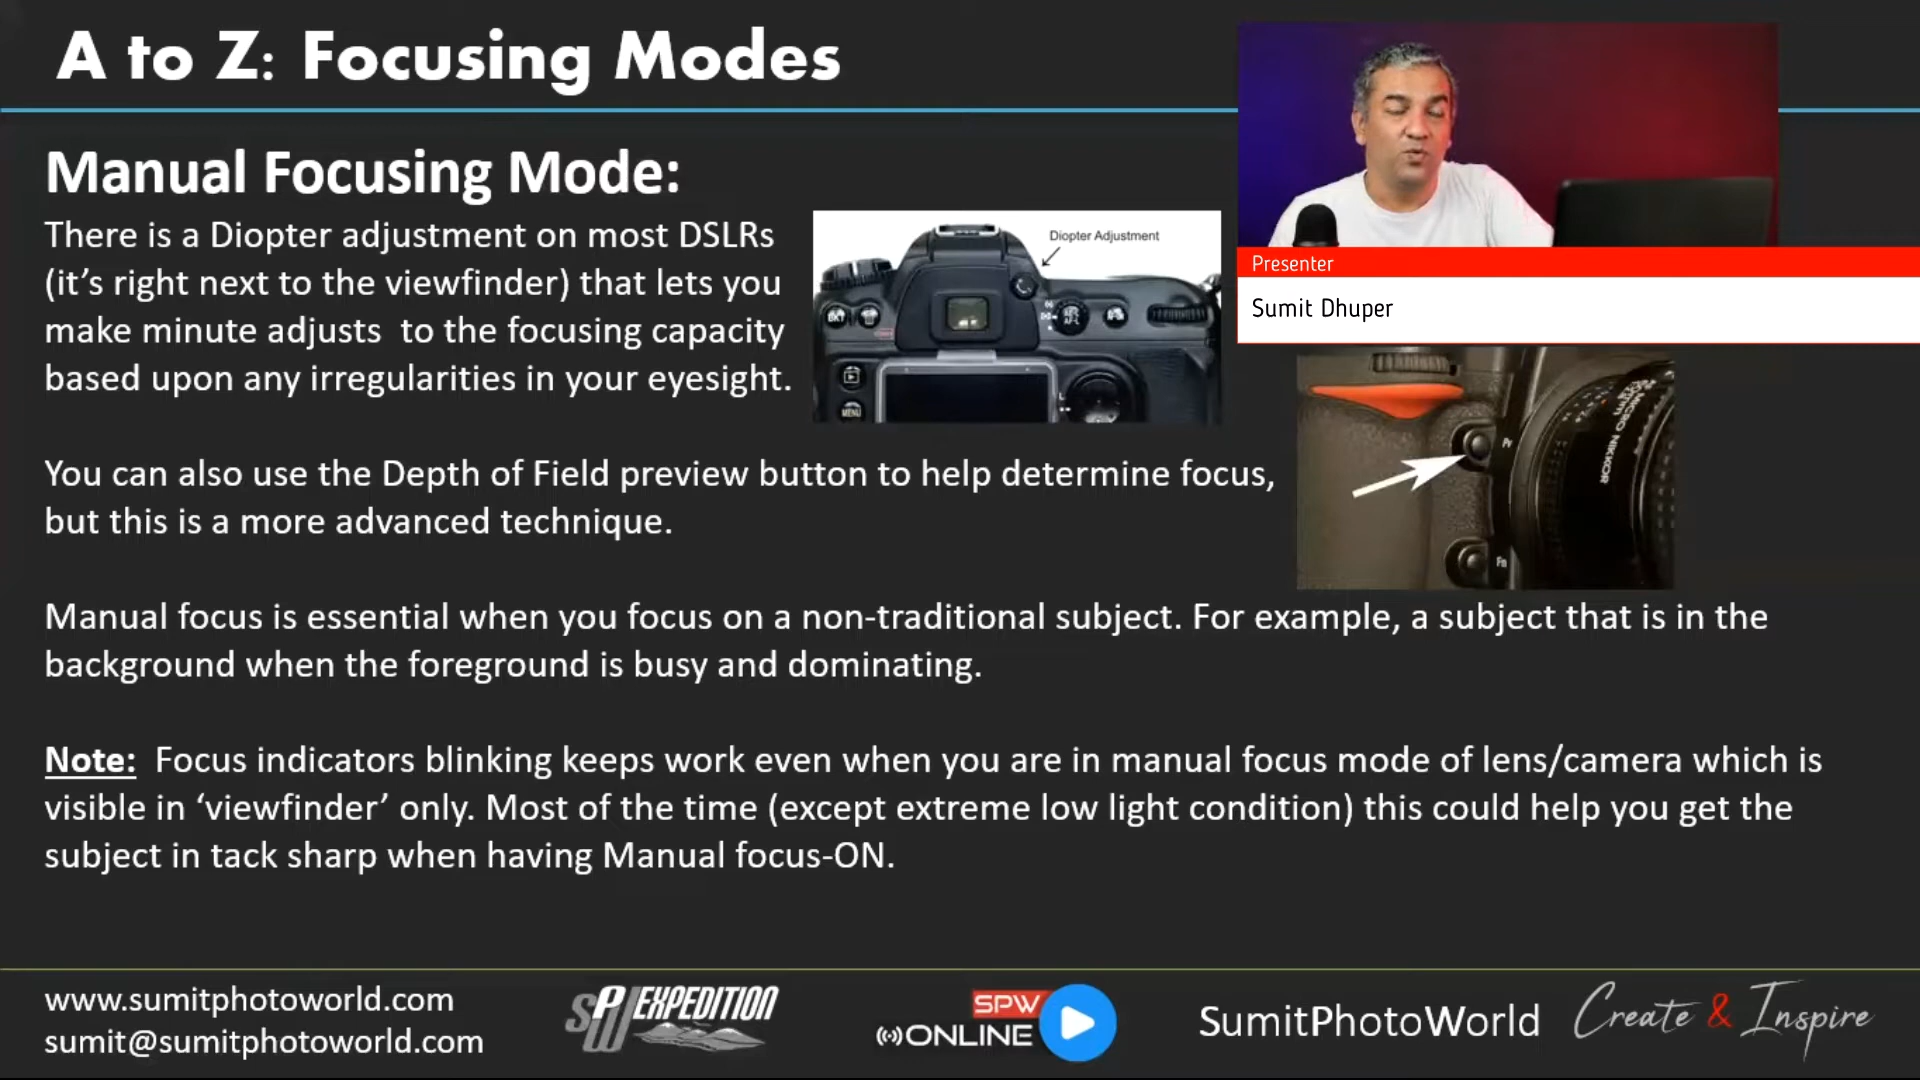 A to Z: Focusing Modes
Manual Focusing Mode:
There is a Diopter adjustment on most DSLRs
(it’s right next to the viewfinder) that lets you
make minute adjusts  to the focusing capacity
based upon any irregularities in your eyesight.
Diopter Adjustment
BKT
MENU
L
Presenter
Sumit Dhuper
You can also use the Depth of Field preview button to help determine focus,
but this is a more advanced technique.
Pv
Fn
MICRO NIKKOR
Manual focus is essential when you focus on a non-traditional subject. For example, a subject that is in the
background when the foreground is busy and dominating.
Note:  Focus indicators blinking keeps work even when you are in manual focus mode of lens/camera which is
visible in ‘viewfinder’ only. Most of the time (except extreme low light condition) this could help you get the
subject in tack sharp when having Manual focus-ON.
www.sumitphotoworld.com
sumit@sumitphotoworld.com
SPW EXPEDITION
SPW
ONLINE
SumitPhotoWorld
Create & Inspire